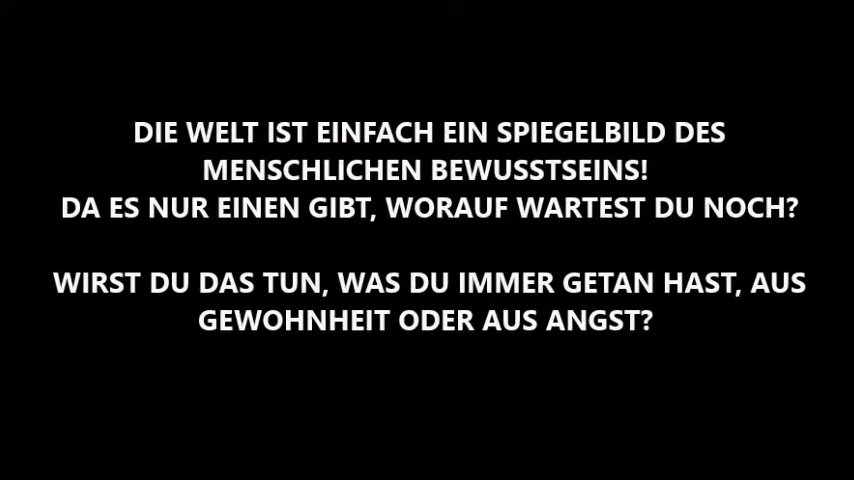 DIE WELT IST EINFACH EIN SPIEGELBILD DES
MENSCHLICHEN BEWUSSTSEINS!
DA ES NUR EINEN GIBT, WORAUF WARTEST DU NOCH?
WIRST DU DAS TUN, WAS DU IMMER GETAN HAST, AUS
GEWOHNHEIT ODER AUS ANGST?